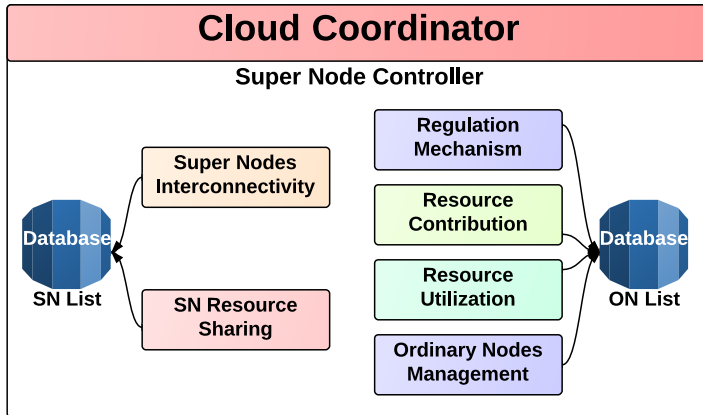 Cloud Coordinator
Super Node Controller
Super Nodes
Interconnectivity
SN Resource
Sharing
Database
SN List
Regulation
Mechanism
Resource
Contribution
Resource
Utilization
Ordinary Nodes
Management
Database
ON List